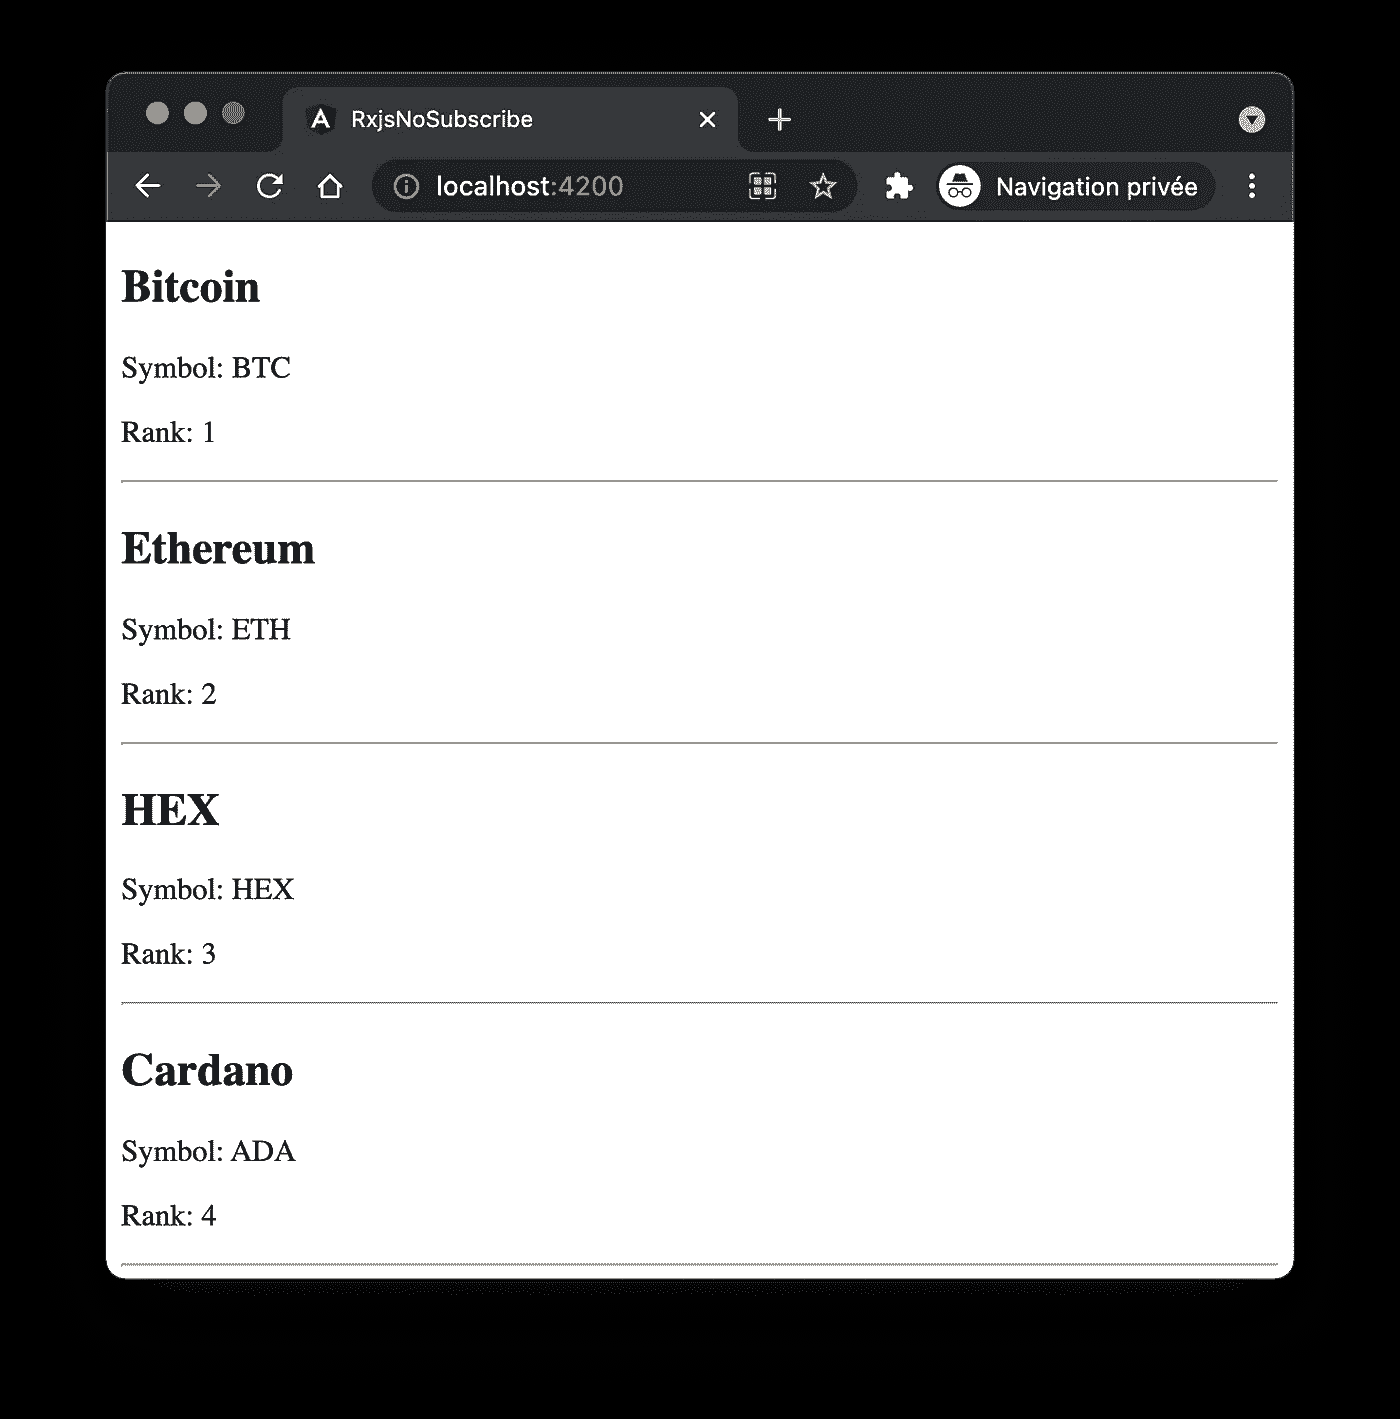 RxjsNoSubscribe
localhost:4200
Navigation privée
Bitcoin
Symbol: BTC
Rank: 1
Ethereum
Symbol: ETH
Rank: 2
HEX
Symbol: HEX
Rank: 3
Cardano
Symbol: ADA
Rank: 4